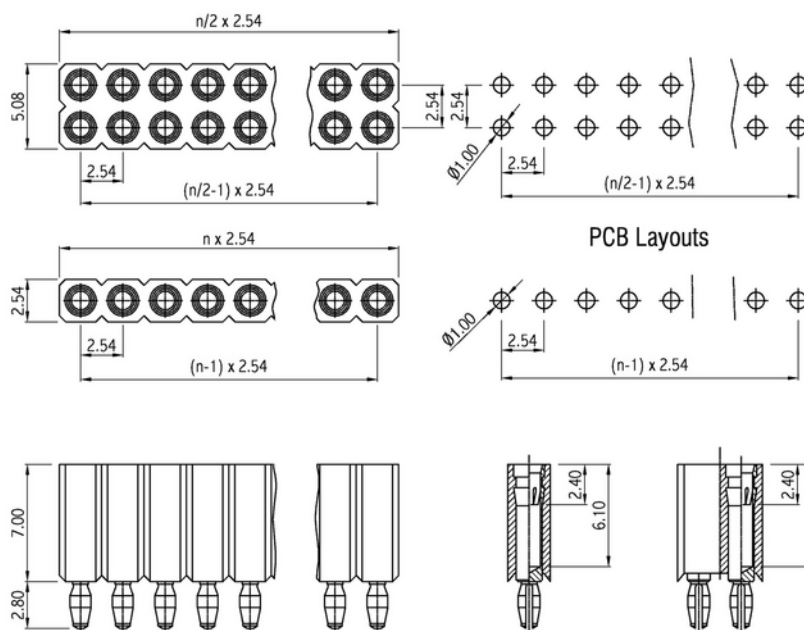 n/2 x 2.54
5.08
2.54
2.54
2.54
(n/2-1) x 2.54
Ø1.00
2.54
(n/2-1) x 2.54
PCB Layouts
n x 2.54
2.54
2.54
(n-1) x 2.54
Ø1.00
2.54
(n-1) x 2.54
7.00
2.80
2.40
6.10
2.40